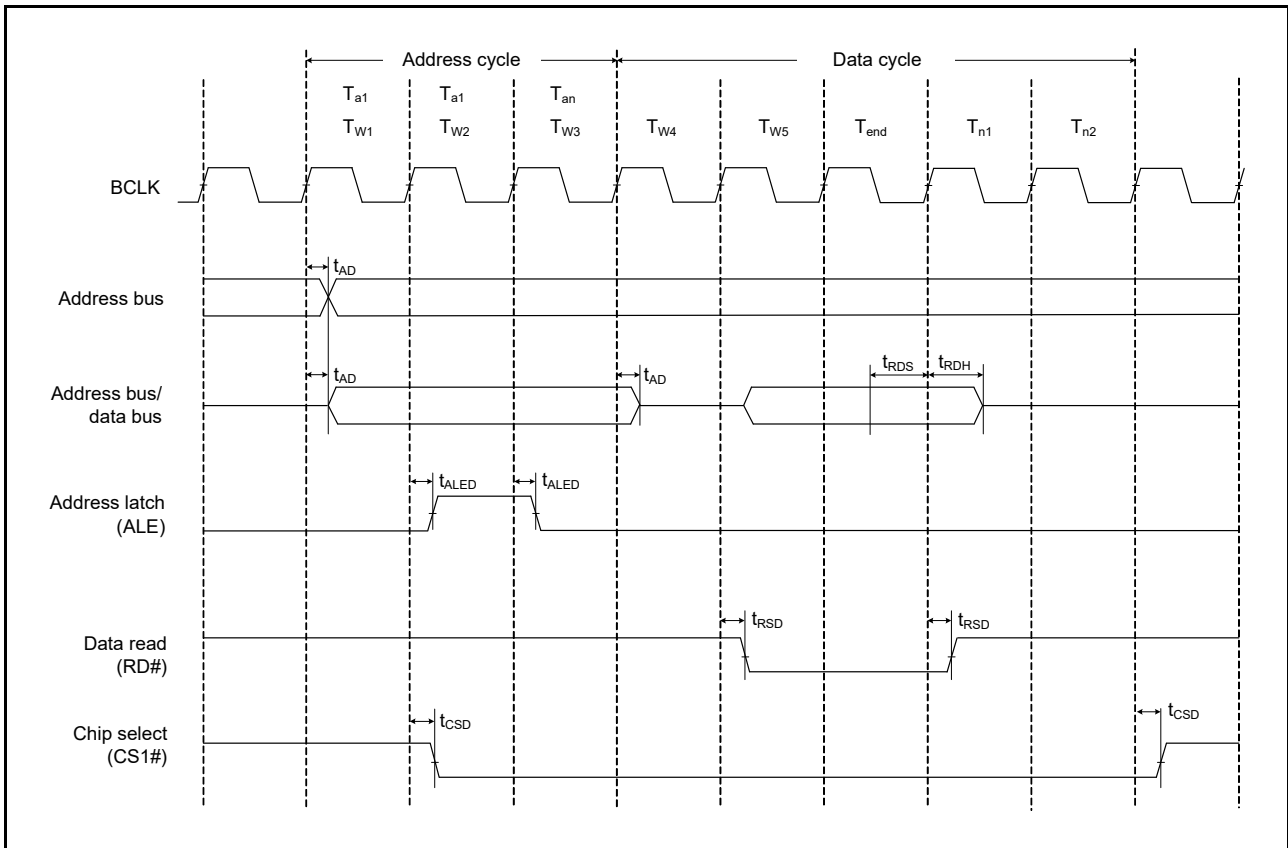 Address cycle Data cycle
Ta1 Ta1 Tan
TW1 TW2 TW3 TW4 TW5 Tend Tn1 Tn2
BCLK
tAD
Address bus
tRDS tRDH
tAD tAD
Address bus/
data bus
tALED tALED
Address latch
(ALE)
tRSD tRSD
Data read
(RD#)
tCSD tCSD
Chip select
(CS1#)